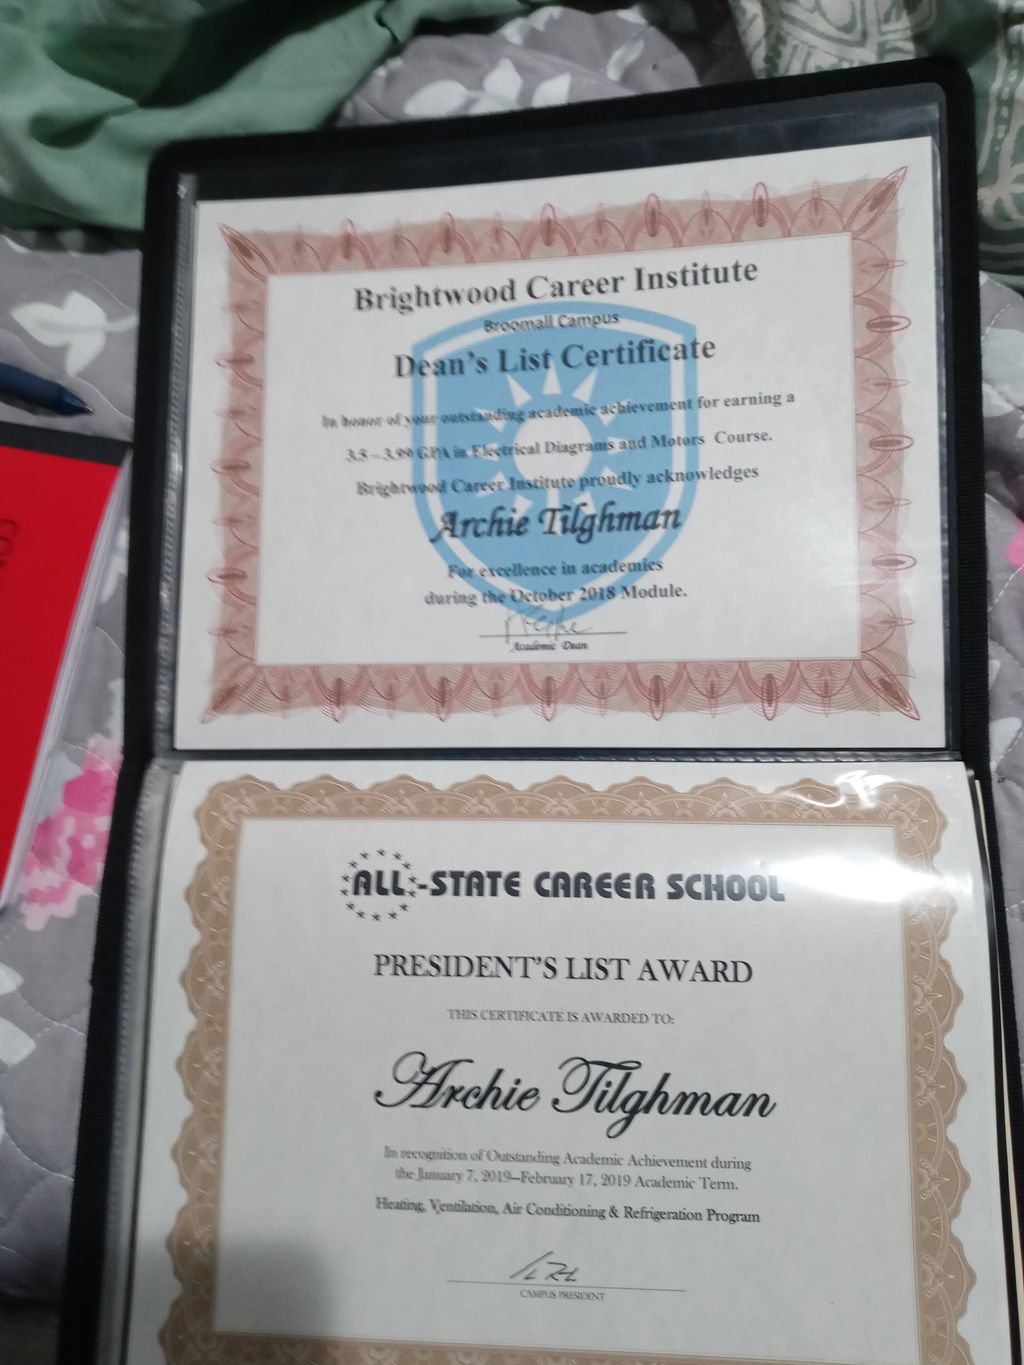 Brightwood Career Institute
Broomall Campus
Dean's List Certificate
In honor of your outstanding academic achievement for earning a
3.5 – 3.99 GPA in Electrical Diagrams and Motors Course.
Brightwood Career Institute proudly acknowledges
Archie Tilghman
For excellence in academics
during the October 2018 Module.
Academic Dean
ALL-STATE CAREER SCHOOL
PRESIDENT'S LIST AWARD
THIS CERTIFICATE IS AWARDED TO:
Archie Tilghman
In recognition of Outstanding Academic Achievement during
the January 7, 2019–February 17, 2019 Academic Term.
Heating, Ventilation, Air Conditioning & Refrigeration Program
CAMPUS PRESIDENT